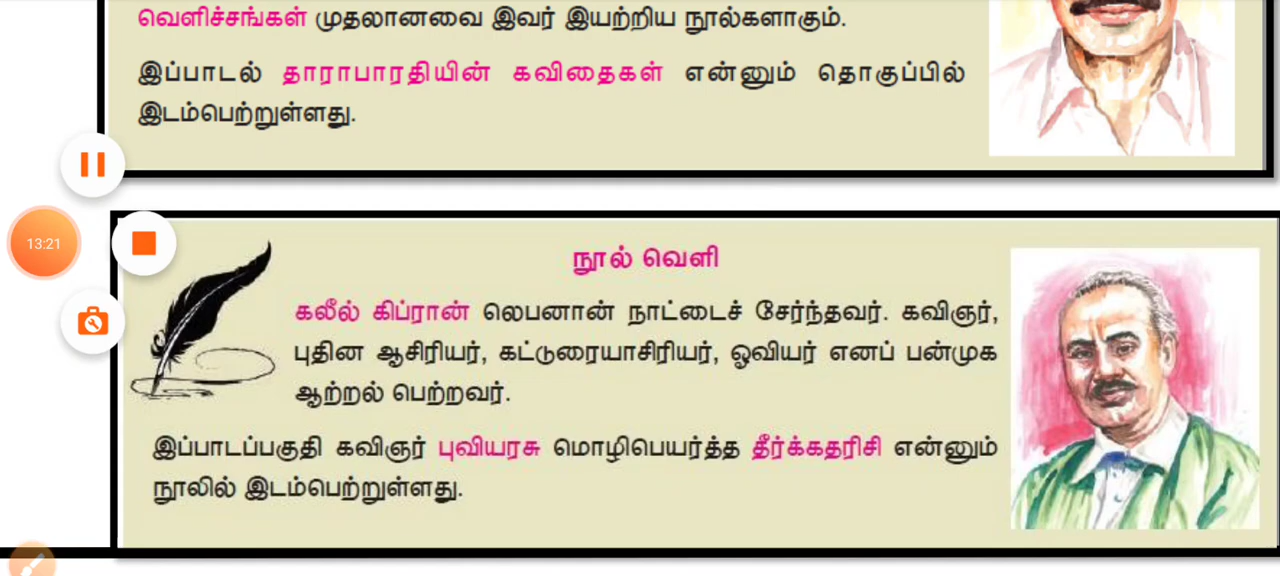 வெளிச்சங்கள் முதலானவை இவர் இயற்றிய நூல்களாகும்.
இப்பாடல் தாராபாரதியின் கவிதைகள் என்னும் தொகுப்பில்
இடம்பெற்றுள்ளது.
13:21
நூல் வெளி
கலீல் கிப்ரான் லெபனான் நாட்டைச் சேர்ந்தவர். கவிஞர்,
புதின ஆசிரியர், கட்டுரையாசிரியர், ஓவியர் எனப் பன்முக
ஆற்றல் பெற்றவர்.
இப்பாடப்பகுதி கவிஞர் புவியரசு மொழிபெயர்த்த தீர்க்கதரிசி என்னும்
நூலில் இடம்பெற்றுள்ளது.